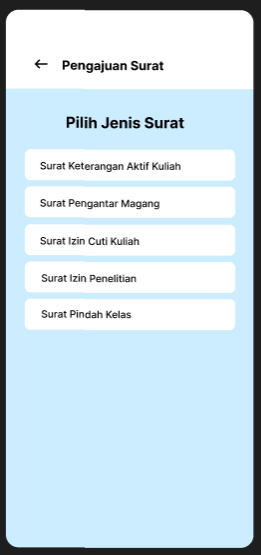 Pengajuan Surat
Pilih Jenis Surat
Surat Keterangan Aktif Kuliah
Surat Pengantar Magang
Surat Izin Cuti Kuliah
Surat Izin Penelitian
Surat Pindah Kelas